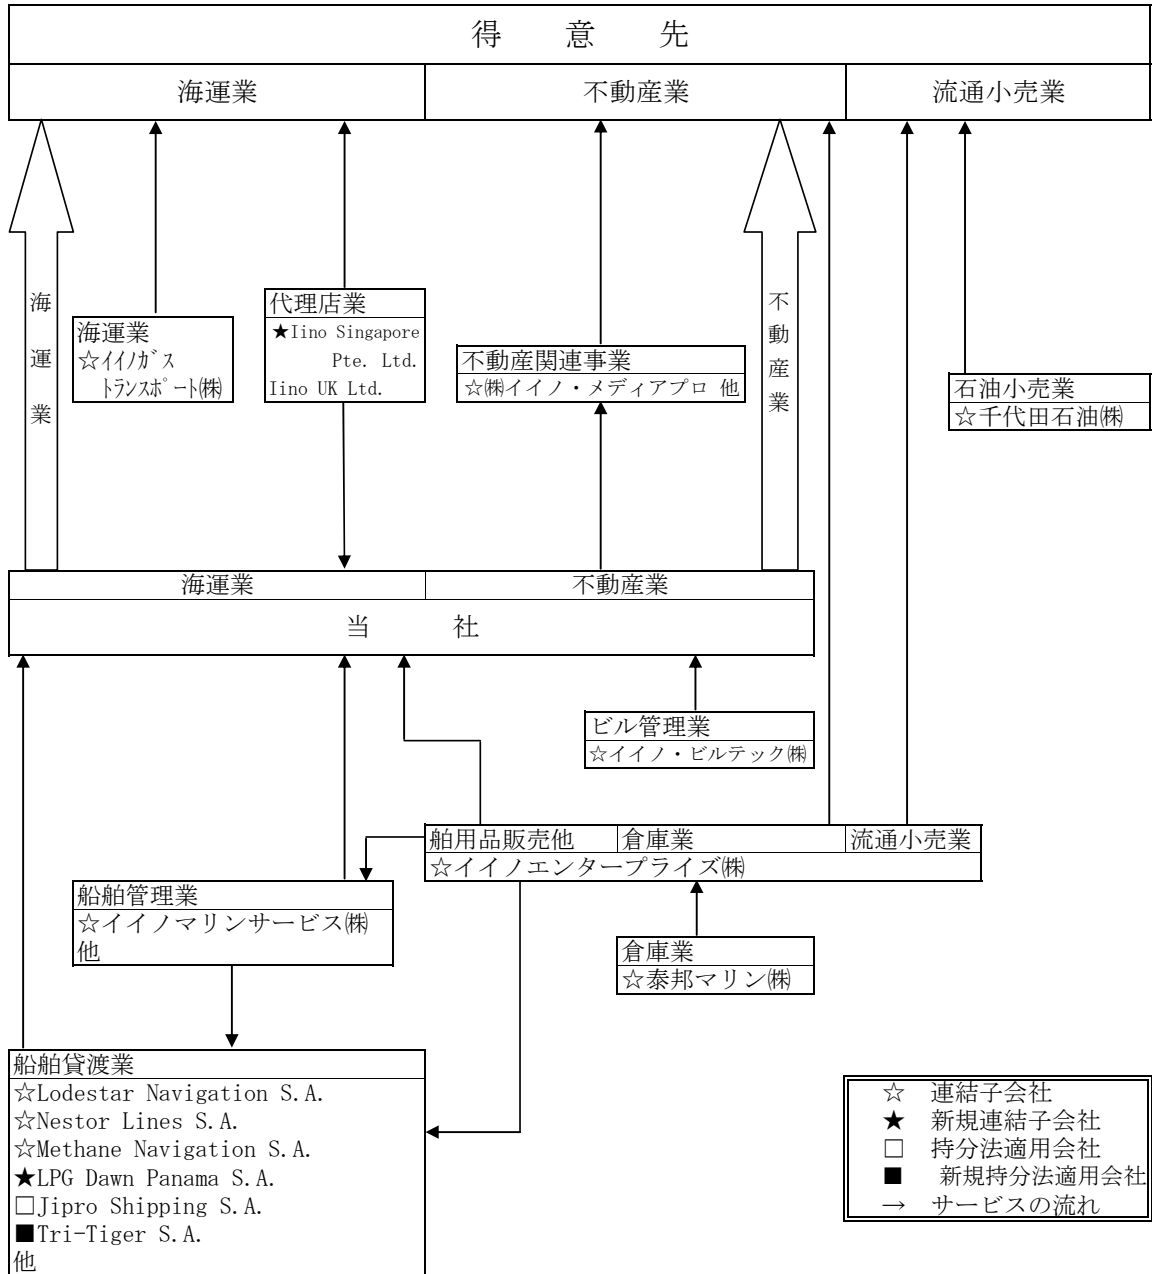 得 意 先
海運業 不動産業 流通小売業
海運業
不動産業
海運業
☆イイノガス
トランスポート㈱
代理店業
★Iino Singapore
Pte. Ltd.
Iino UK Ltd.
不動産関連事業
☆㈱イイノ・メディアプロ 他
石油小売業
☆千代田石油㈱
海運業 不動産業
当 社
ビル管理業
☆イイノ・ビルテック㈱
舶用品販売他 倉庫業 流通小売業
☆イイノエンタープライズ㈱
船舶管理業
☆イイノマリンサービス㈱
他
倉庫業
☆泰邦マリン㈱
船舶貸渡業
☆Lodestar Navigation S.A.
☆Nestor Lines S.A.
☆Methane Navigation S.A.
★LPG Dawn Panama S.A.
□Jipro Shipping S.A.
■Tri-Tiger S.A.
他
☆ 連結子会社
★ 新規連結子会社
□ 持分法適用会社
■ 新規持分法適用会社
→ サービスの流れ